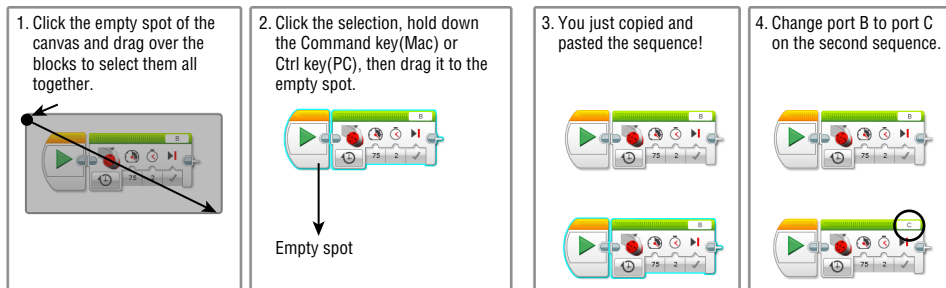 1. Click the empty spot of the
canvas and drag over the
blocks to select them all
together.
B
75 2
2. Click the selection, hold down
the Command key(Mac) or
Ctrl key(PC), then drag it to the
empty spot.
B
75 2
Empty spot
3. You just copied and
pasted the sequence!
B
75 2
B
75 2
4. Change port B to port C
on the second sequence.
B
75 2
C
75 2